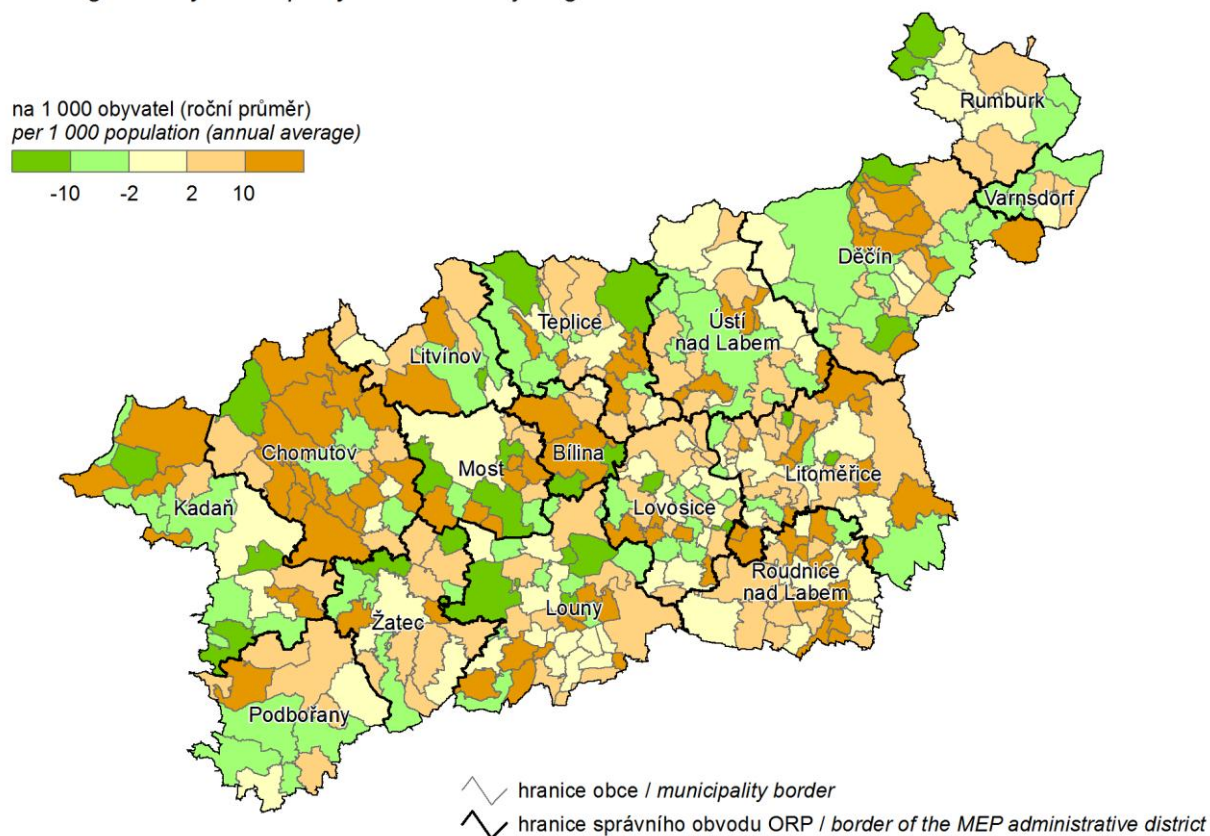 na 1 000 obyvatel (roční průměr)
per 1 000 population (annual average)
-10 -2 2 10
Rumburk
Varnsdorf
Děčín
Teplice
Ústí
nad Labem
Litvínov
Chomutov
Most
Bílina
Litoměřice
Kadaň
Lovosice
Roudnice
nad Labem
Louny
Žatec
Podbořany
hranice obce / municipality border
hranice správního obvodu ORP / border of the MEP administrative district